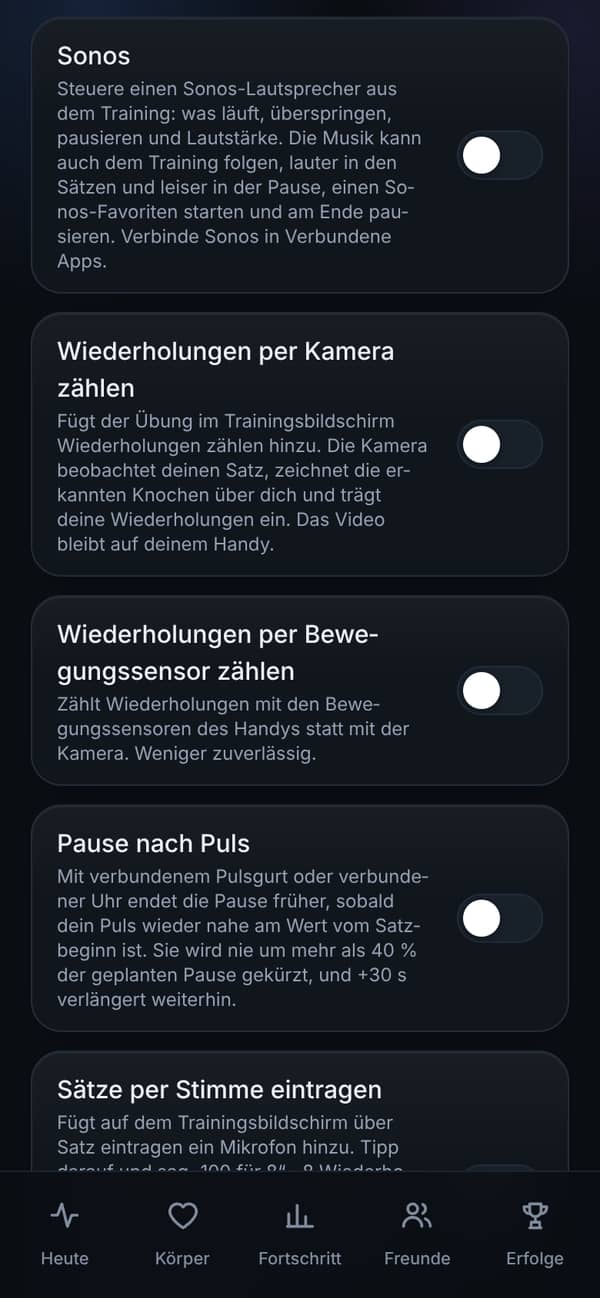 Sonos
Steuere einen Sonos-Lautsprecher aus
dem Training: was läuft, überspringen,
pausieren und Lautstärke. Die Musik kann
auch dem Training folgen, lauter in den
Sätzen und leiser in der Pause, einen So-
nos-Favoriten starten und am Ende pau-
sieren. Verbinde Sonos in Verbundene
Apps.
Wiederholungen per Kamera
zählen
Fügt der Übung im Trainingsbildschirm
Wiederholungen zählen hinzu. Die Kamera
beobachtet deinen Satz, zeichnet die er-
kannten Knochen über dich und trägt
deine Wiederholungen ein. Das Video
bleibt auf deinem Handy.
Wiederholungen per Bewe-
gungssensor zählen
Zählt Wiederholungen mit den Bewe-
gungssensoren des Handys statt mit der
Kamera. Weniger zuverlässig.
Pause nach Puls
Mit verbundenem Pulsgurt oder verbunde-
ner Uhr endet die Pause früher, sobald
dein Puls wieder nahe am Wert vom Satz-
beginn ist. Sie wird nie um mehr als 40 %
der geplanten Pause gekürzt, und +30 s
verlängert weiterhin.
Sätze per Stimme eintragen
Fügt auf dem Trainingsbildschirm über
Satz eintragen ein Mikrofon hinzu. Tipp
darauf und sag „100 für 8“
Heute
Körper
Fortschritt
Freunde
Erfolge